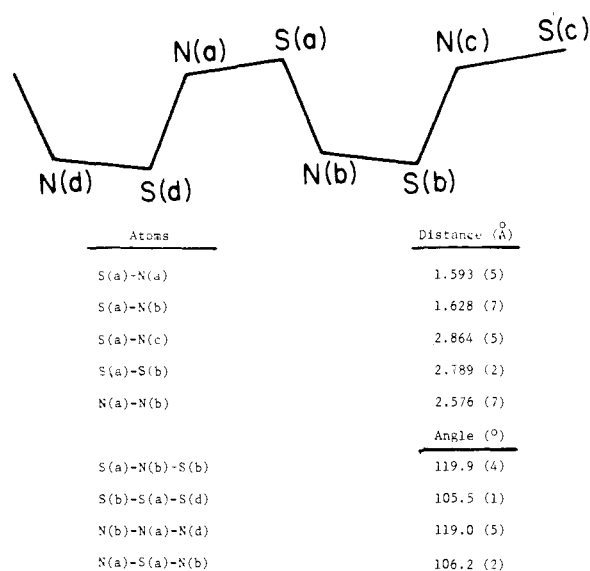 N(a) S(a) N(c) S(c)
N(d) S(d) N(b) S(b)
Atoms Distance (Å)
S(a)-N(a) 1.593 (5)
S(a)-N(b) 1.628 (7)
S(a)-N(c) 2.864 (5)
S(a)-S(b) 2.789 (2)
N(a)-N(b) 2.576 (7)
Angle (°)
S(a)-N(b)-S(b) 119.9 (4)
S(b)-S(a)-S(d) 105.5 (1)
N(b)-N(a)-N(d) 119.0 (5)
N(a)-S(a)-N(b) 106.2 (2)